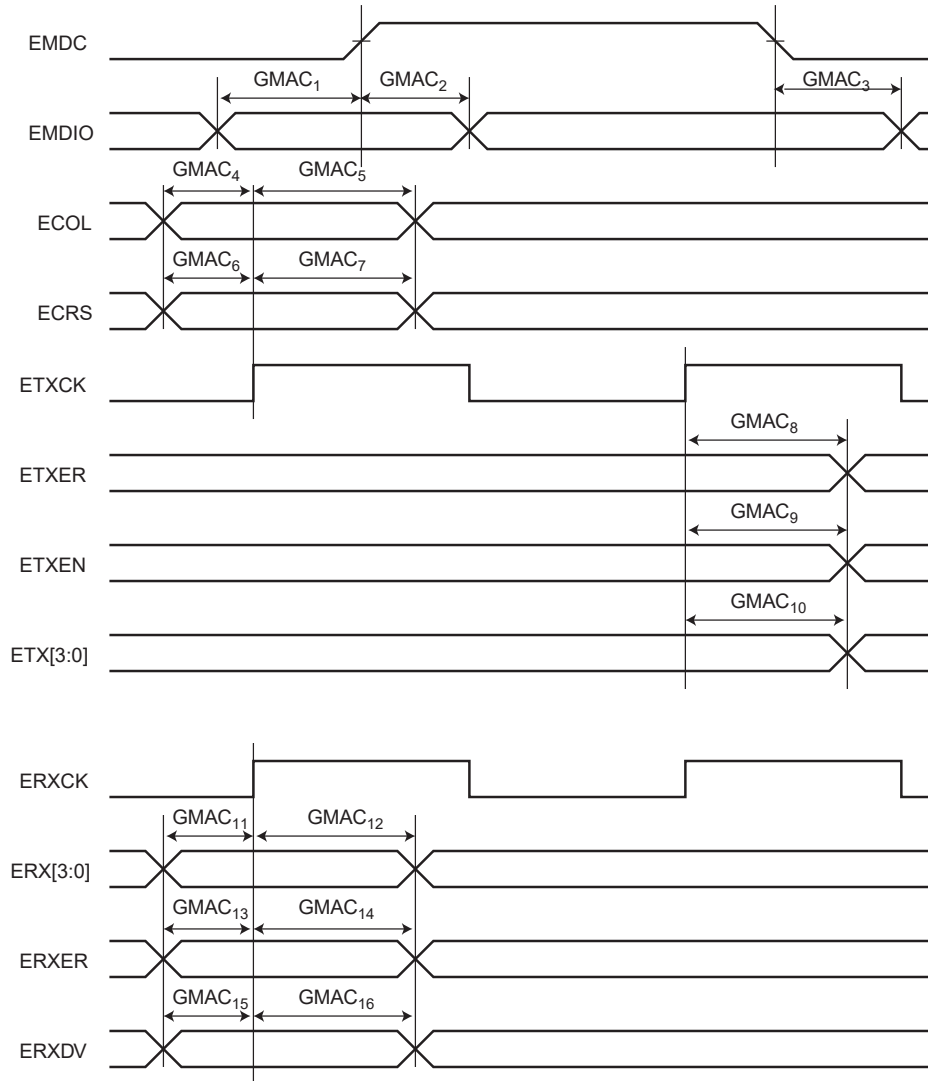 EMDC
GMAC1 GMAC2 GMAC3
EMDIO
GMAC4 GMAC5
ECOL
GMAC6 GMAC7
ECRS
ETXCK
GMAC8
ETXER
GMAC9
ETXEN
GMAC10
ETX[3:0]
ERXCK
GMAC11 GMAC12
ERX[3:0]
GMAC13 GMAC14
ERXER
GMAC15 GMAC16
ERXDV